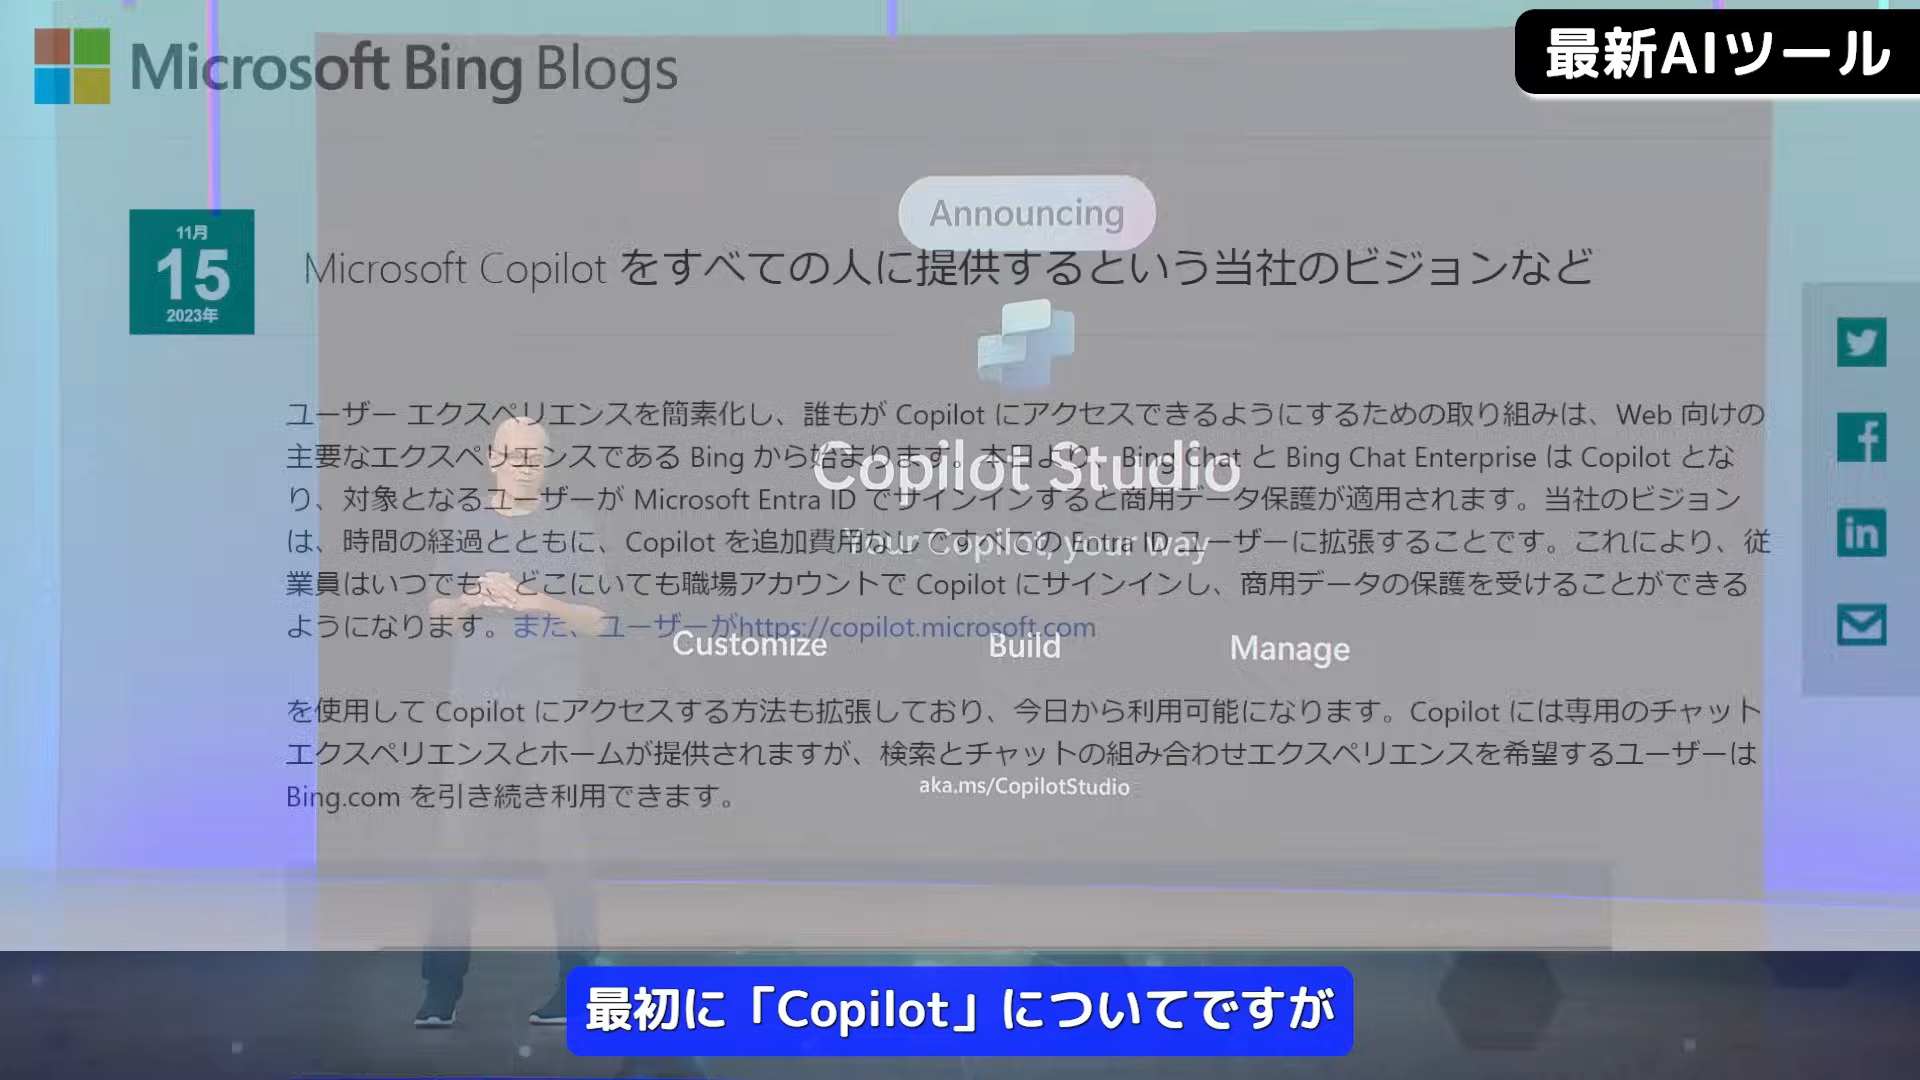 Microsoft Bing Blogs
最新AIツール
Announcing
11月
15
2023年
Microsoft Copilot をすべての人に提供するという当社のビジョンなど
ユーザー エクスペリエンスを簡素化し、誰もが Copilot にアクセスできるようにするための取り組みは、Web 向けの
主要なエクスペリエンスである Bing から始まります。本日より、Bing Chat と Bing Chat Enterprise は Copilot とな
り、対象となるユーザーが Microsoft Entra ID でサインインすると商用データ保護が適用されます。当社のビジョン
は、時間の経過とともに、Copilot を追加費用なしですべての Entra ID ユーザーに拡張することです。これにより、従
業員はいつでも、どこにいても職場アカウントで Copilot にサインインし、商用データの保護を受けることができる
ようになります。また、ユーザーがhttps://copilot.microsoft.com
を使用して Copilot にアクセスする方法も拡張しており、今日から利用可能になります。Copilot には専用のチャット
エクスペリエンスとホームが提供されますが、検索とチャットの組み合わせエクスペリエンスを希望するユーザーは
Bing.com を引き続き利用できます。
Copilot Studio
Your Copilot, your way
Customize
Build
Manage
aka.ms/CopilotStudio
最初に「Copilot」についてですが